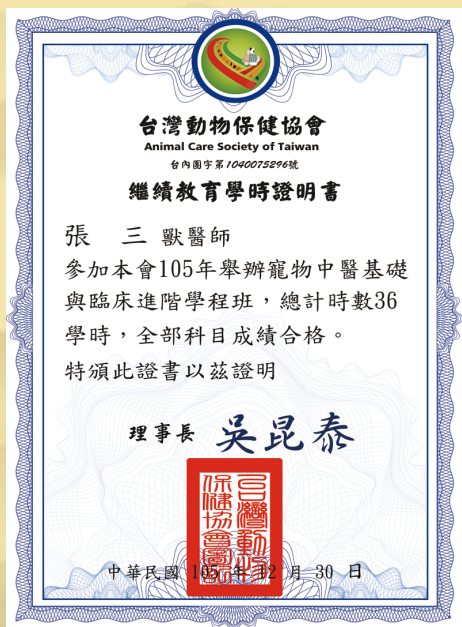 台灣動物保健協會
Animal Care Society of Taiwan
台內團字第1040075296號
繼續教育學時證明書
張 三 獸醫師
參加本會105年舉辦寵物中醫基礎
與臨床進階學程班，總計時數36
學時，全部科目成績合格。
特頒此證書以茲證明
理事長 吳昆泰
台灣動物
保健協會圖
中華民國 105 年 12 月 30 日